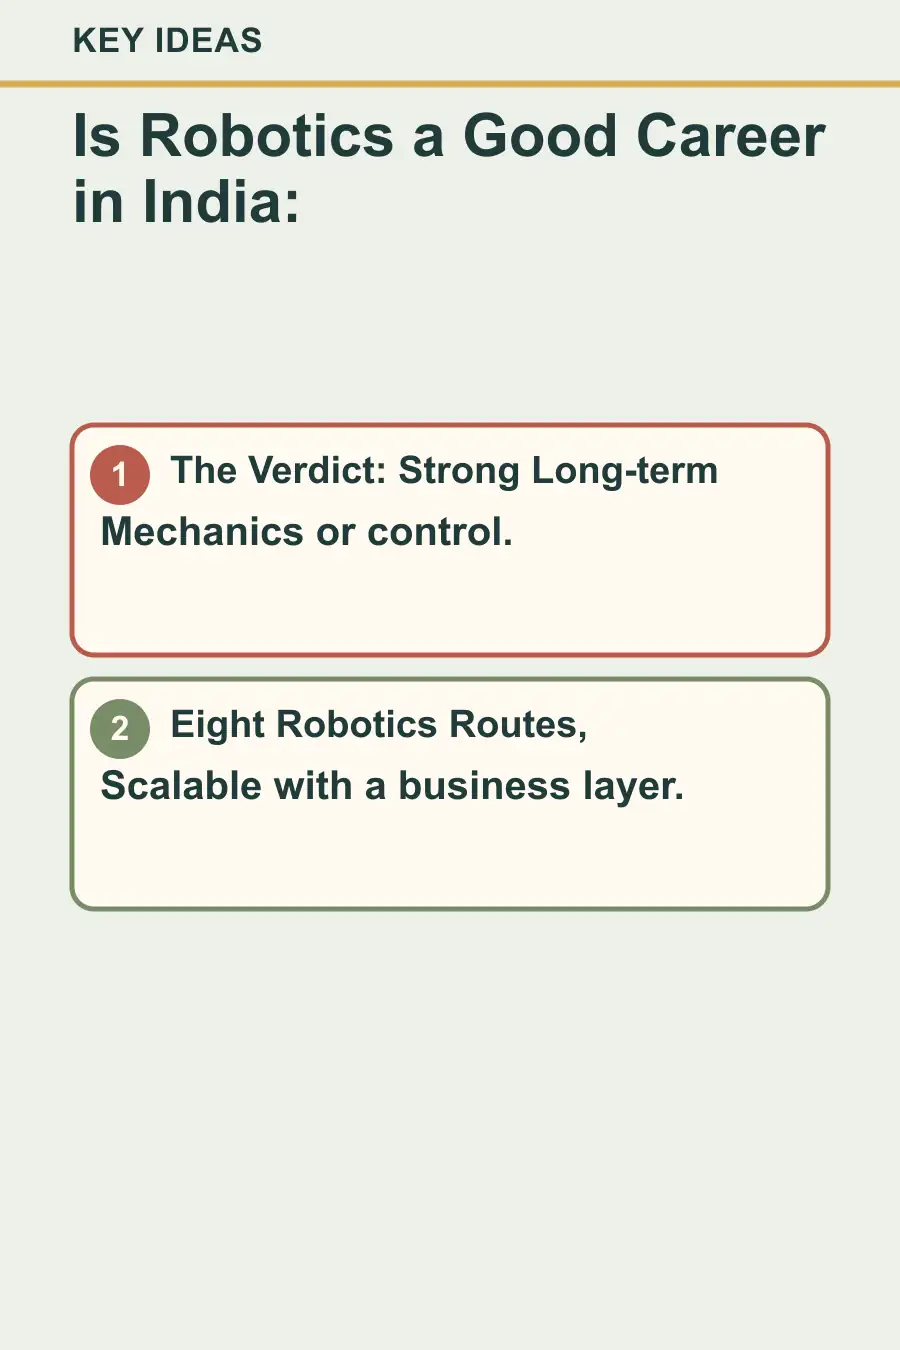 KEY IDEAS
Is Robotics a Good Career
in India:
1 The Verdict: Strong Long-term
Mechanics or control.
2 Eight Robotics Routes,
Scalable with a business layer.